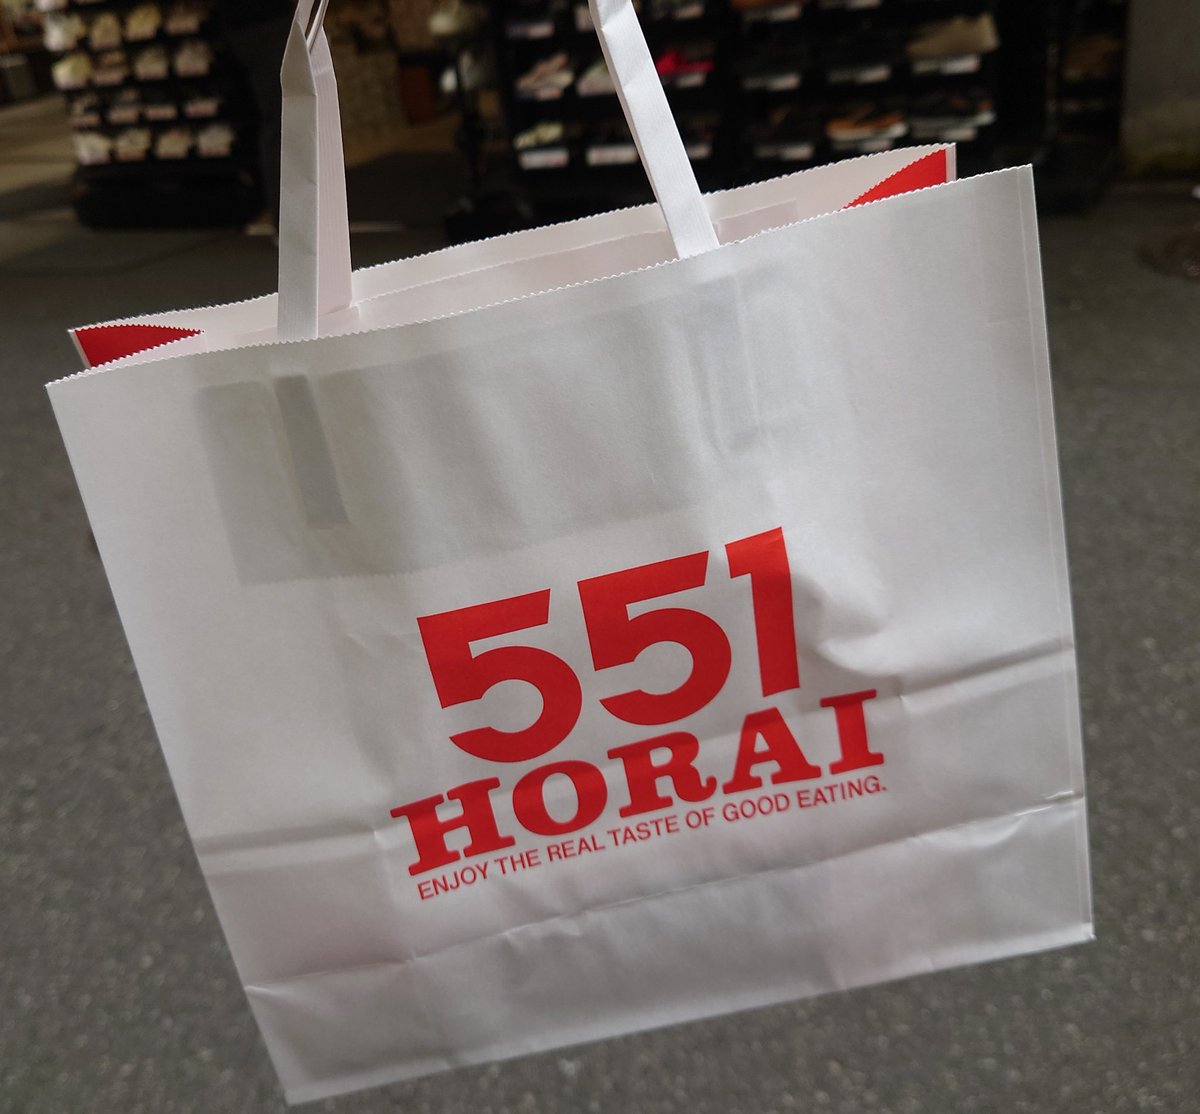 551
HORAI
ENJOY THE REAL TASTE OF GOOD EATING.